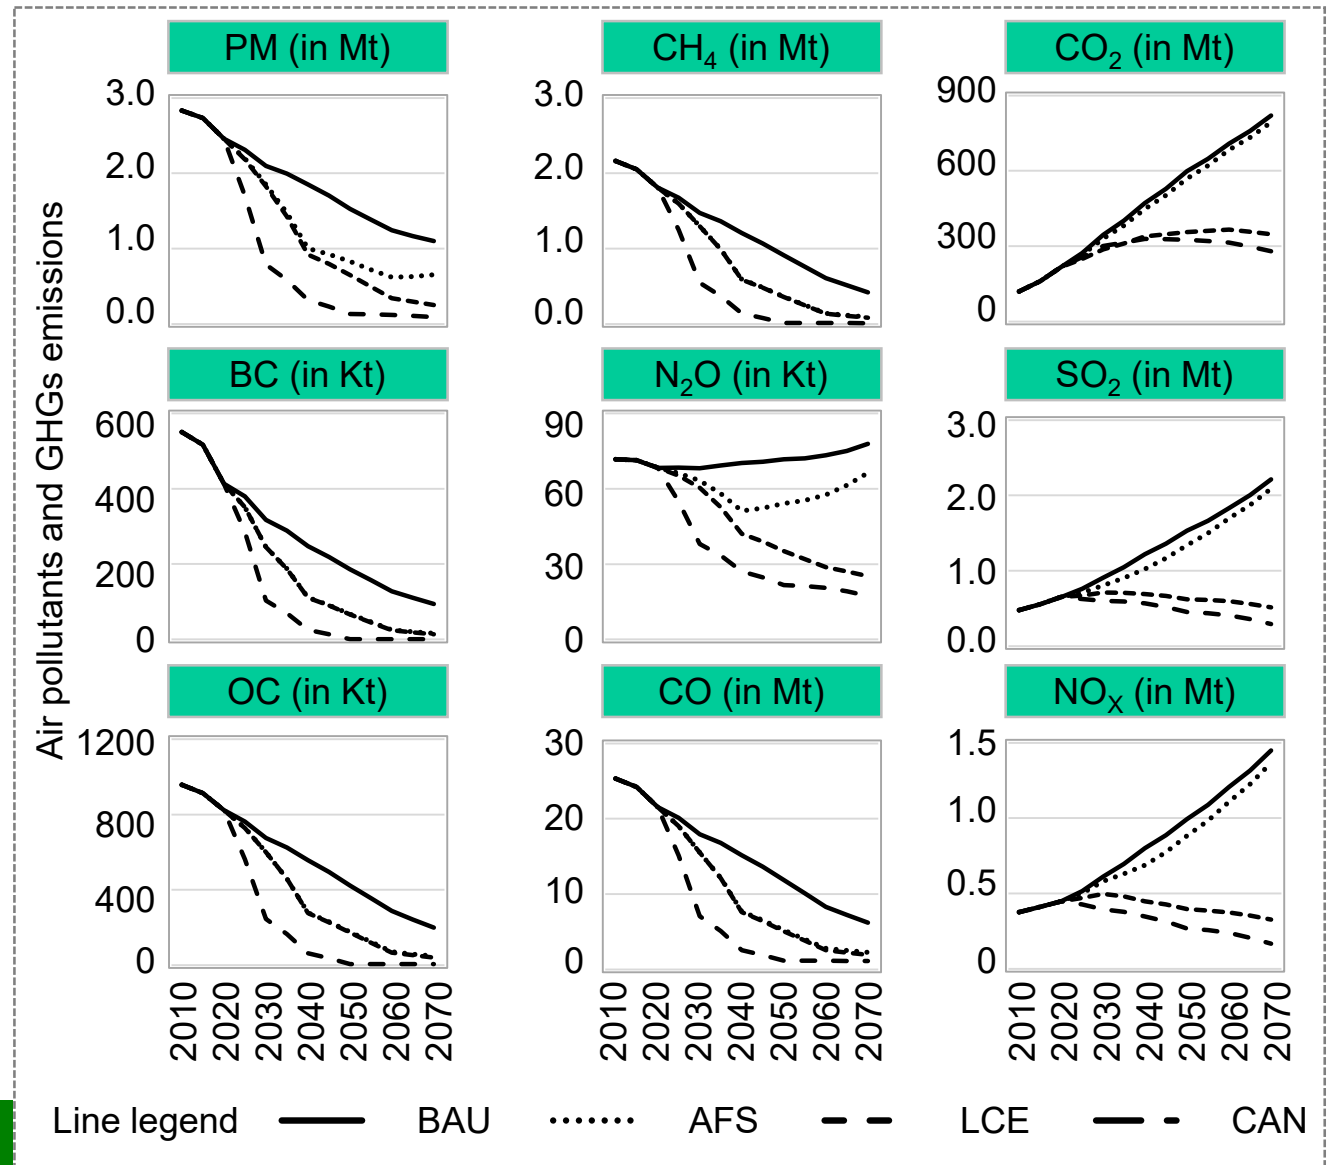 Air pollutants and GHGs emissions
PM (in Mt)
3.0
2.0
1.0
0.0
CH₄ (in Mt)
3.0
2.0
1.0
0.0
CO₂ (in Mt)
900
600
300
0
BC (in Kt)
600
400
200
0
N₂O (in Kt)
90
60
30
0
SO₂ (in Mt)
3.0
2.0
1.0
0.0
OC (in Kt)
1200
800
400
0
2010 2020 2030 2040 2050 2060 2070
CO (in Mt)
30
20
10
0
2010 2020 2030 2040 2050 2060 2070
NOₓ (in Mt)
1.5
1.0
0.5
0
2010 2020 2030 2040 2050 2060 2070
Line legend BAU AFS LCE CAN